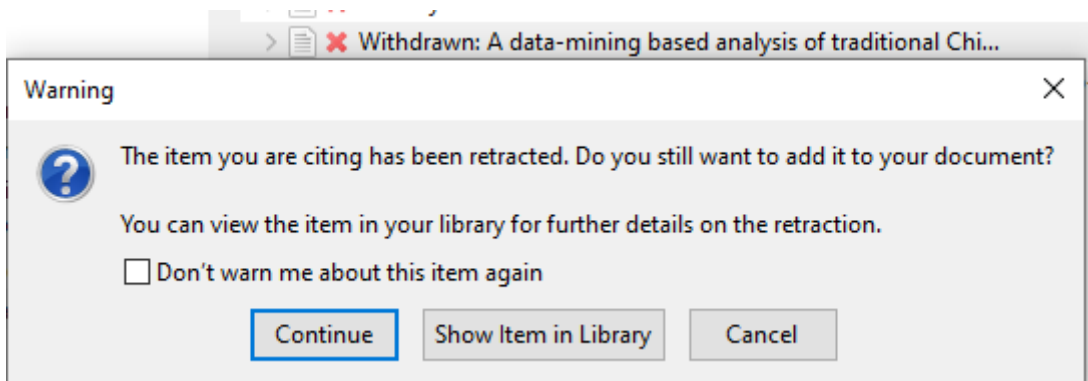 Withdrawn: A data-mining based analysis of traditional Chi...
Warning
The item you are citing has been retracted. Do you still want to add it to your document?
You can view the item in your library for further details on the retraction.
Don't warn me about this item again
Continue Show Item in Library Cancel